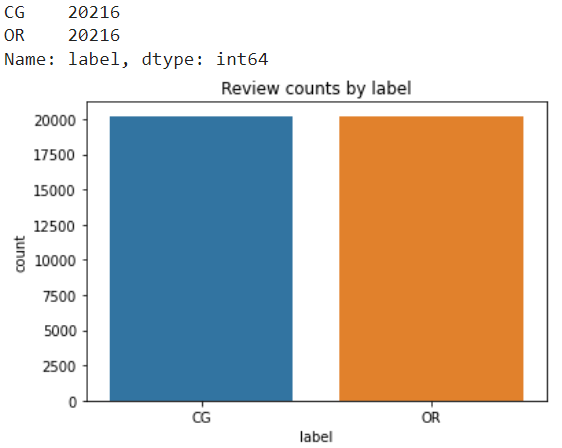 CG    20216
OR    20216
Name: label, dtype: int64
Review counts by label
20000
17500
15000
12500
10000
7500
5000
2500
0
count
CG OR
label